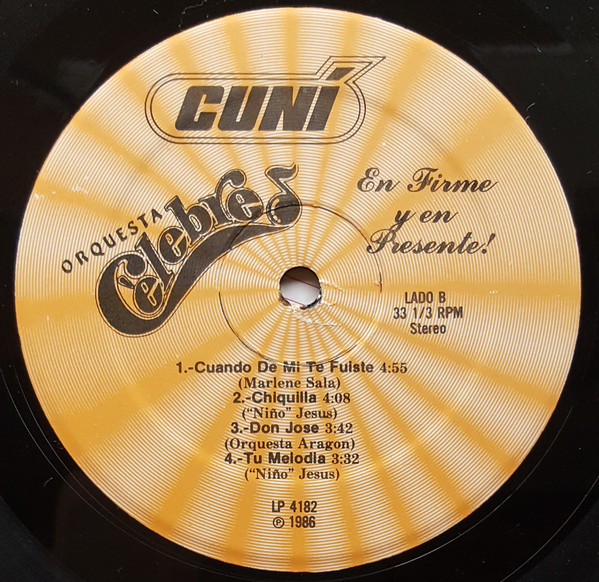 CUNÍ
ORQUESTA
Célebre
En Firme
y en
Presente!
LADO B
33 1/3 RPM
Stereo
1.-Cuando De Mi Te Fuiste 4:55
(Marlene Sala)
2.-Chiquilla 4:08
("Niño" Jesus)
3.-Don Jose 3:42
(Orquesta Aragon)
4.-Tu Melodia 3:32
("Niño" Jesus)
LP 4182
℗ 1986